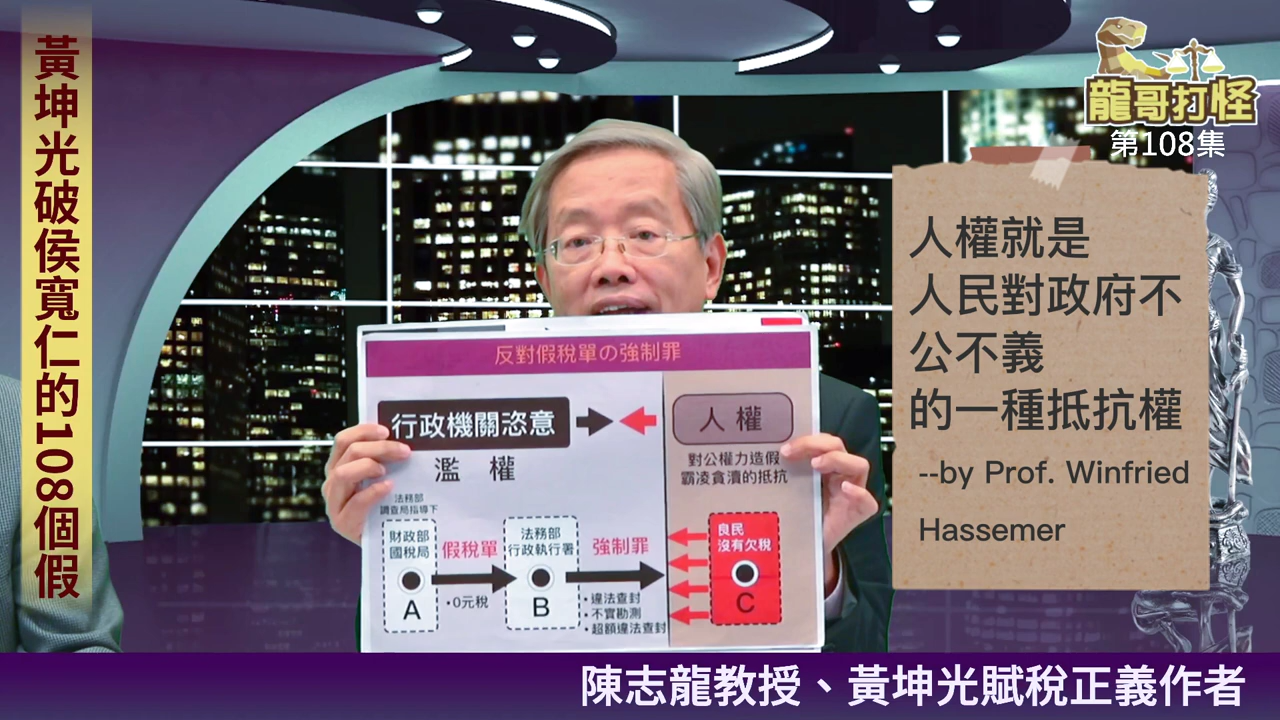 黃坤光破侯寬仁的108個假
龍哥打怪
第108集
人權就是
人民對政府不
公不義
的一種抵抗權
--by Prof. Winfried
Hassemer
反對假稅單の強制罪
行政機關恣意
人權
濫權
對公權力造假
霸凌貪瀆的抵抗
法務部
調查局指導下
財政部
國稅局
A
假稅單
•0元稅
法務部
行政執行署
B
強制罪
•違法查封
•不實勘測
•超額違法查封
良民
沒有欠稅
C
陳志龍教授、黃坤光賦稅正義作者